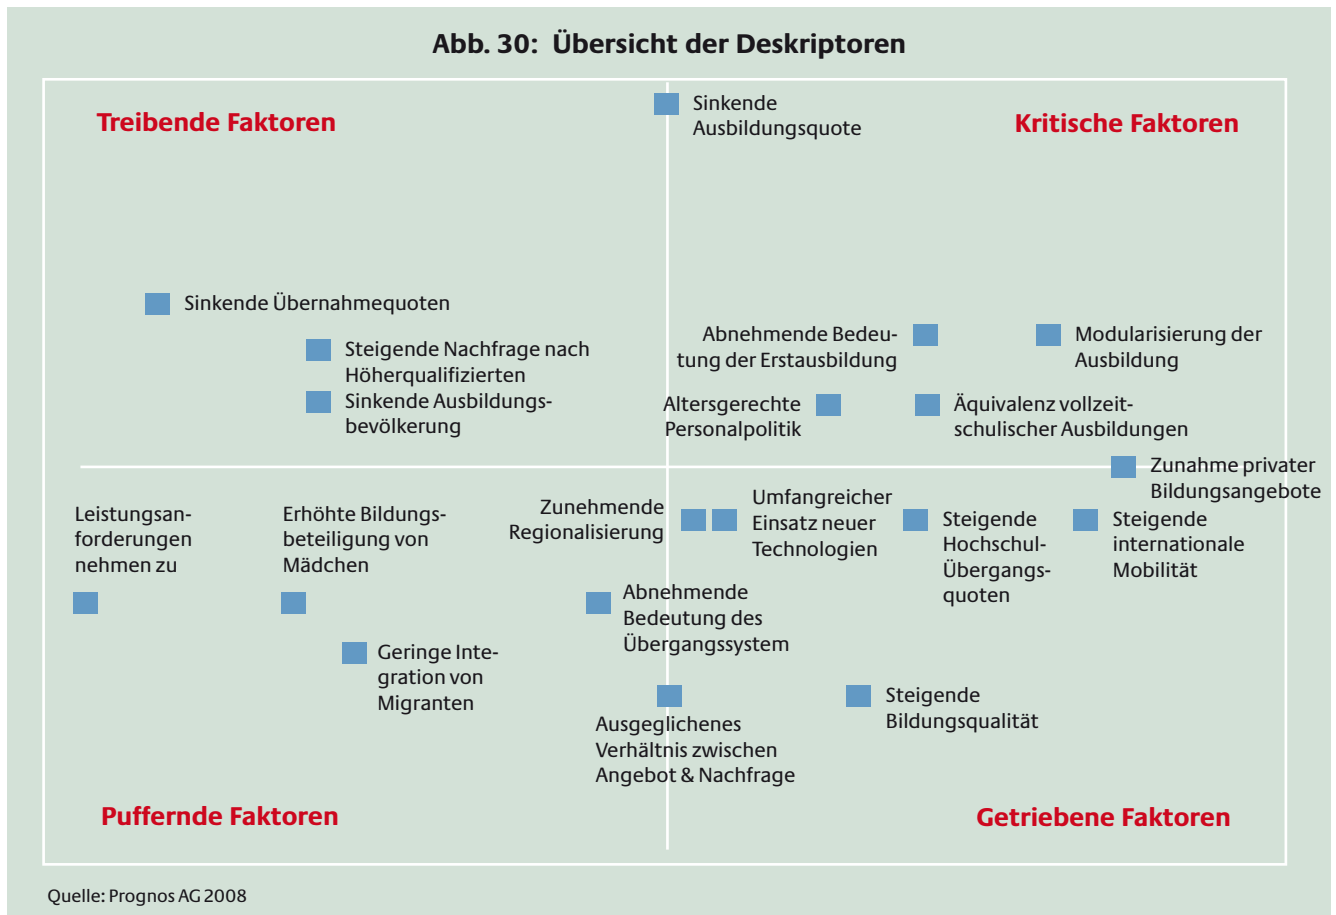 Abb. 30: Übersicht der Deskriptoren
Treibende Faktoren
Kritische Faktoren
Sinkende
Ausbildungsquote
Sinkende Übernahmequoten
Steigende Nachfrage nach
Höherqualifizierten
Sinkende Ausbildungs-
bevölkerung
Abnehmende Bedeu-
tung der Erstausbildung
Modularisierung der
Ausbildung
Altersgerechte
Personalpolitik
Äquivalenz vollzeit-
schulischer Ausbildungen
Zunahme privater
Bildungsangebote
Leistungsan-
forderungen
nehmen zu
Erhöhte Bildungs-
beteiligung von
Mädchen
Zunehmende
Regionalisierung
Umfangreicher
Einsatz neuer
Technologien
Steigende
Hochschul-
Übergangs-
quoten
Steigende
internationale
Mobilität
Abnehmende
Bedeutung des
Übergangssystem
Geringe Inte-
gration von
Migranten
Ausgeglichenes
Verhältnis zwischen
Angebot & Nachfrage
Steigende
Bildungsqualität
Puffernde Faktoren
Getriebene Faktoren
Quelle: Prognos AG 2008